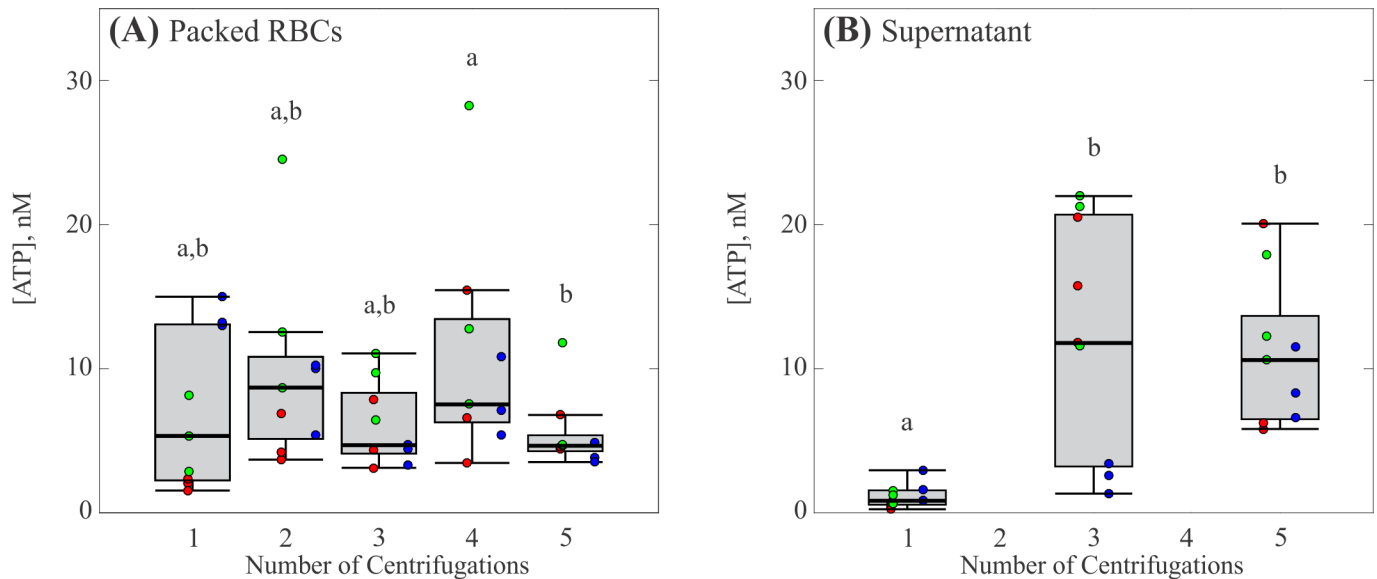 (A) Packed RBCs
[ATP], nM
30
20
10
0
a,b
a,b
a,b
a
b
1 2 3 4 5
Number of Centrifugations
(B) Supernatant
[ATP], nM
30
20
10
0
a
b
b
1 2 3 4 5
Number of Centrifugations